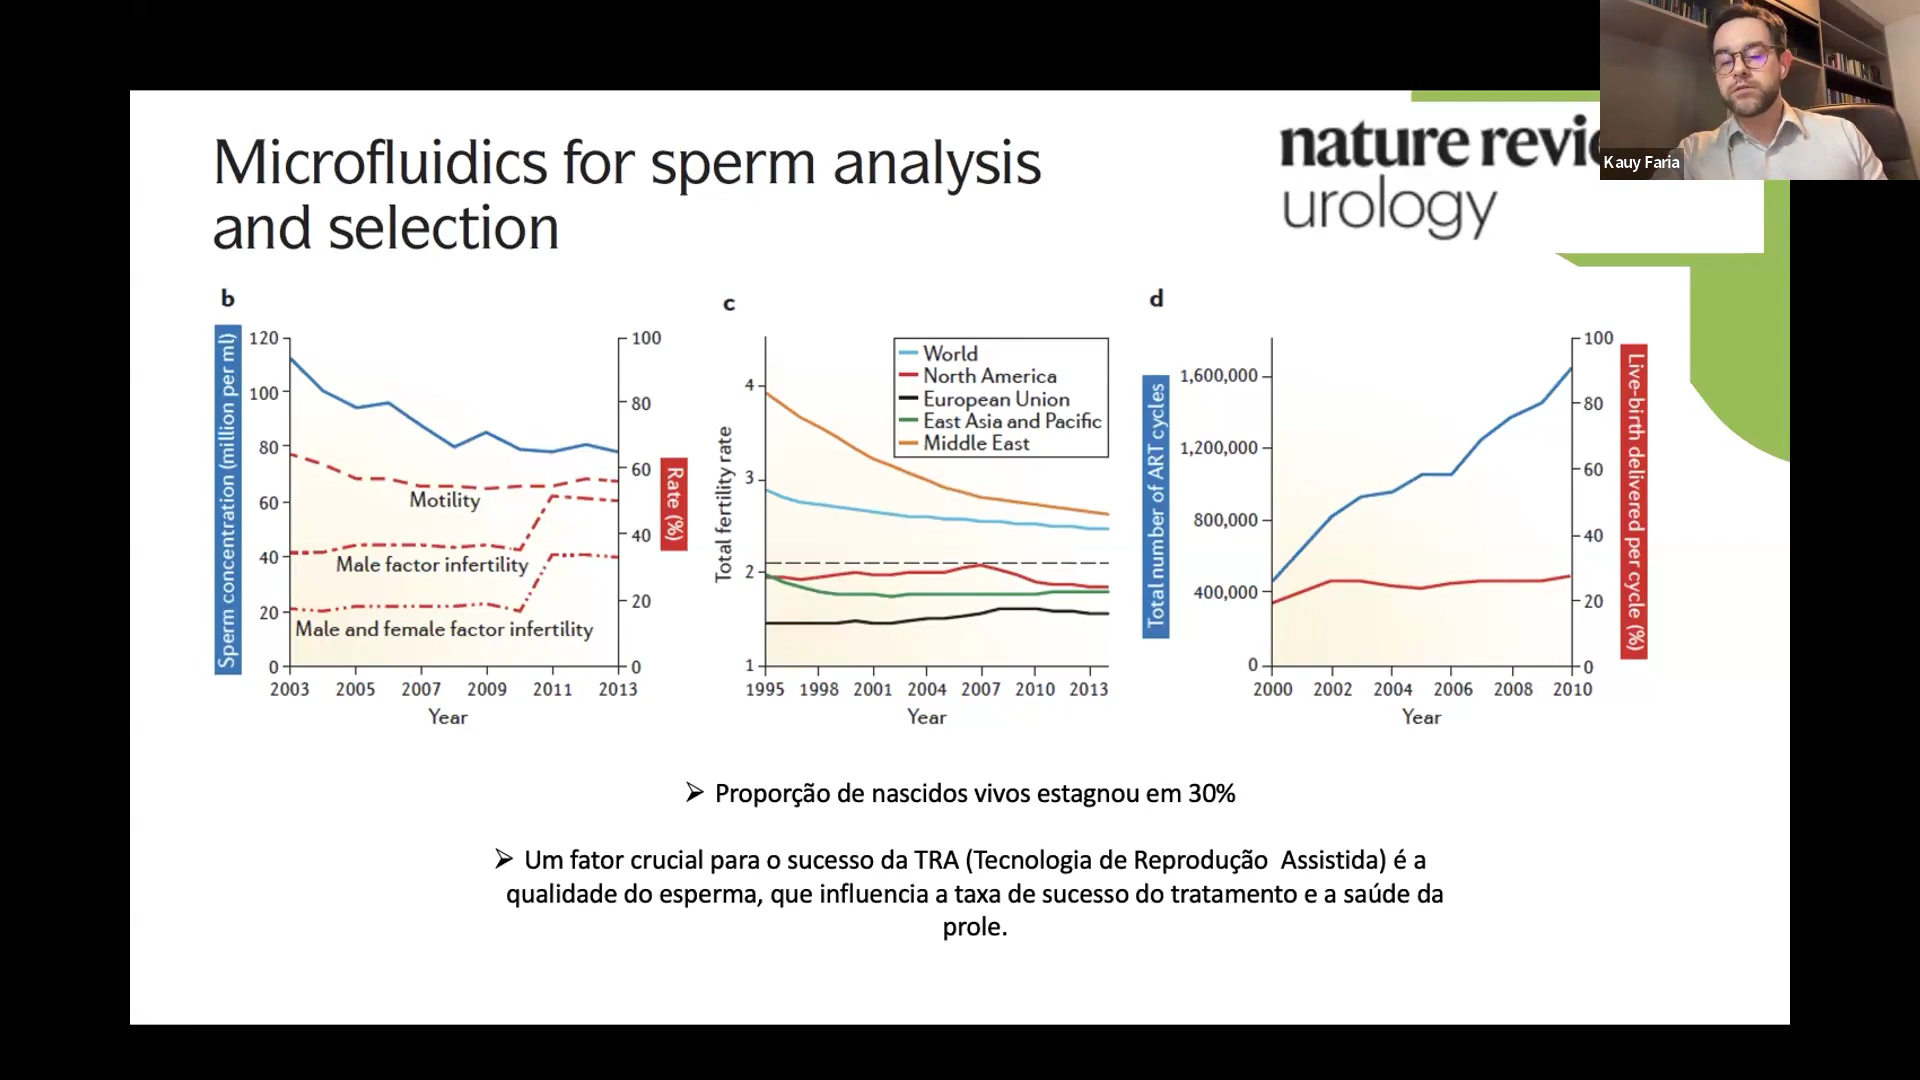 Microfluidics for sperm analysis
and selection
nature revi
urology
Kauy Faria
b
Sperm concentration (million per ml)
120
100
80
60
40
20
0
100
80
60
40
20
0
Rate (%)
Motility
Male factor infertility
Male and female factor infertility
2003 2005 2007 2009 2011 2013
Year
c
Total fertility rate
4
3
2
1
World
North America
European Union
East Asia and Pacific
Middle East
1995 1998 2001 2004 2007 2010 2013
Year
d
Total number of ART cycles
1,600,000
1,200,000
800,000
400,000
0
100
80
60
40
20
0
Live-birth delivered per cycle (%)
2000 2002 2004 2006 2008 2010
Year
➢ Proporção de nascidos vivos estagnou em 30%
➢ Um fator crucial para o sucesso da TRA (Tecnologia de Reprodução Assistida) é a
qualidade do esperma, que influencia a taxa de sucesso do tratamento e a saúde da
prole.